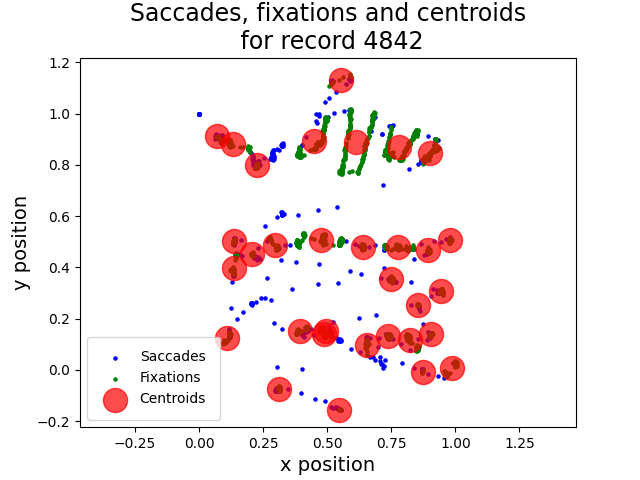 Saccades, fixations and centroids
for record 4842
y position
1.2
1.0
0.8
0.6
0.4
0.2
0.0
−0.2
Saccades
Fixations
Centroids
−0.25 0.00 0.25 0.50 0.75 1.00 1.25
x position